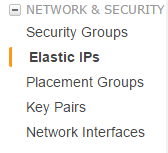 NETWORK & SECURITY
Security Groups
Elastic IPs
Placement Groups
Key Pairs
Network Interfaces